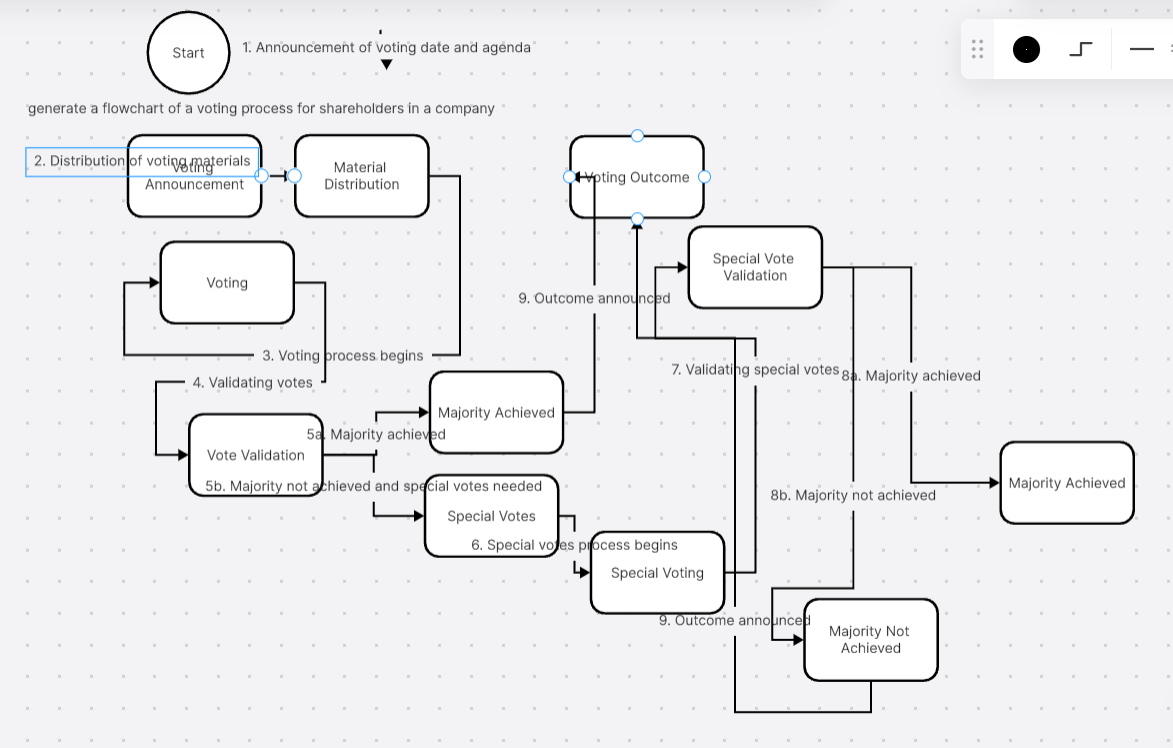 Start
1. Announcement of voting date and agenda
generate a flowchart of a voting process for shareholders in a company
2. Distribution of voting materials
Voting
Announcement
Material
Distribution
Voting Outcome
Voting
Special Vote
Validation
9. Outcome announced
3. Voting process begins
7. Validating special votes
8a. Majority achieved
4. Validating votes
Majority Achieved
5a. Majority achieved
Vote Validation
5b. Majority not achieved and special votes needed
Majority Achieved
8b. Majority not achieved
Special Votes
6. Special votes process begins
Special Voting
9. Outcome announced
Majority Not
Achieved